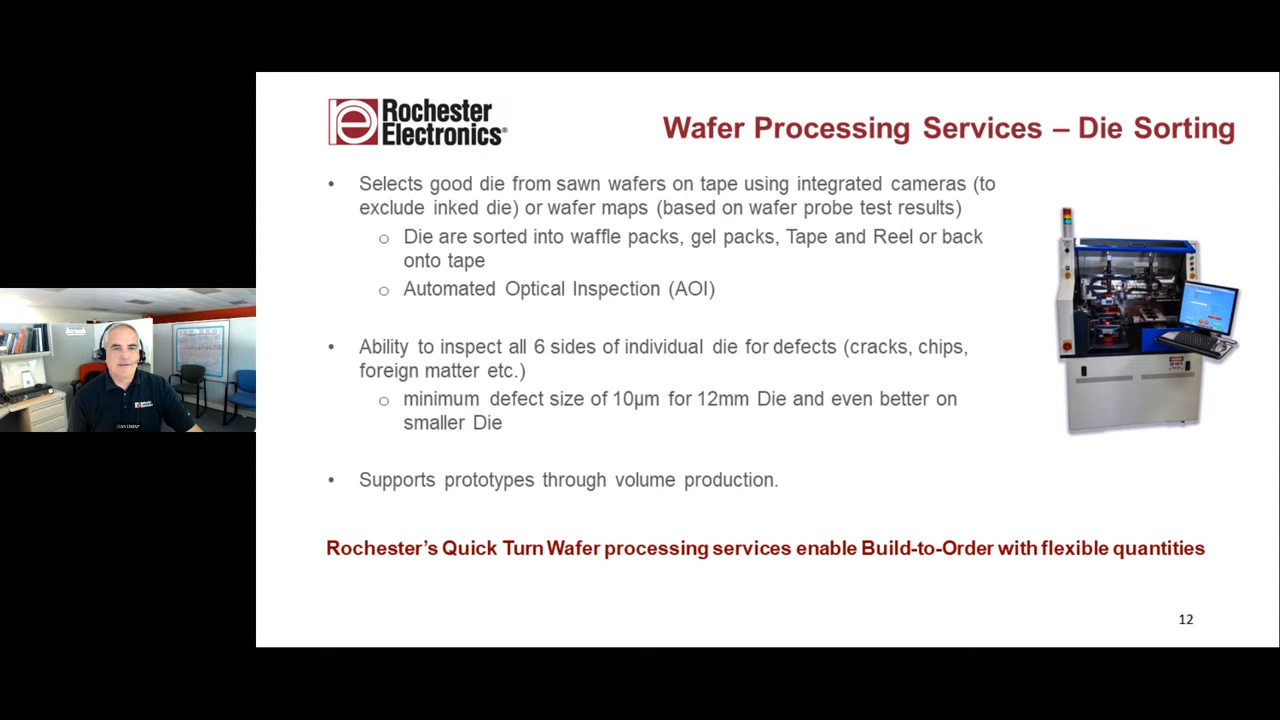 Rochester
Electronics®
Wafer Processing Services – Die Sorting
• Selects good die from sawn wafers on tape using integrated cameras (to
exclude inked die) or wafer maps (based on wafer probe test results)
o Die are sorted into waffle packs, gel packs, Tape and Reel or back
onto tape
o Automated Optical Inspection (AOI)
• Ability to inspect all 6 sides of individual die for defects (cracks, chips,
foreign matter etc.)
o minimum defect size of 10µm for 12mm Die and even better on
smaller Die
• Supports prototypes through volume production.
Rochester's Quick Turn Wafer processing services enable Build-to-Order with flexible quantities
12